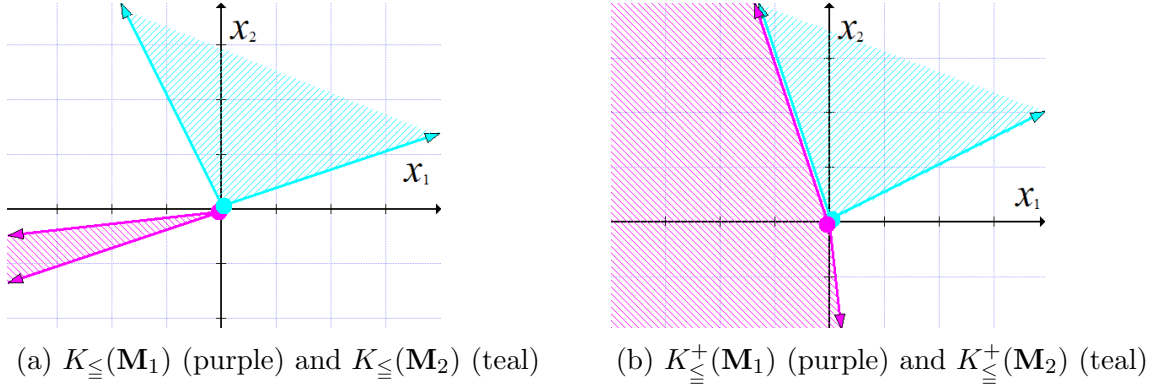 x₂
x₁
x₂
x₁
(a) K≦(M₁) (purple) and K≦(M₂) (teal)
(b) K⁺≦(M₁) (purple) and K⁺≦(M₂) (teal)